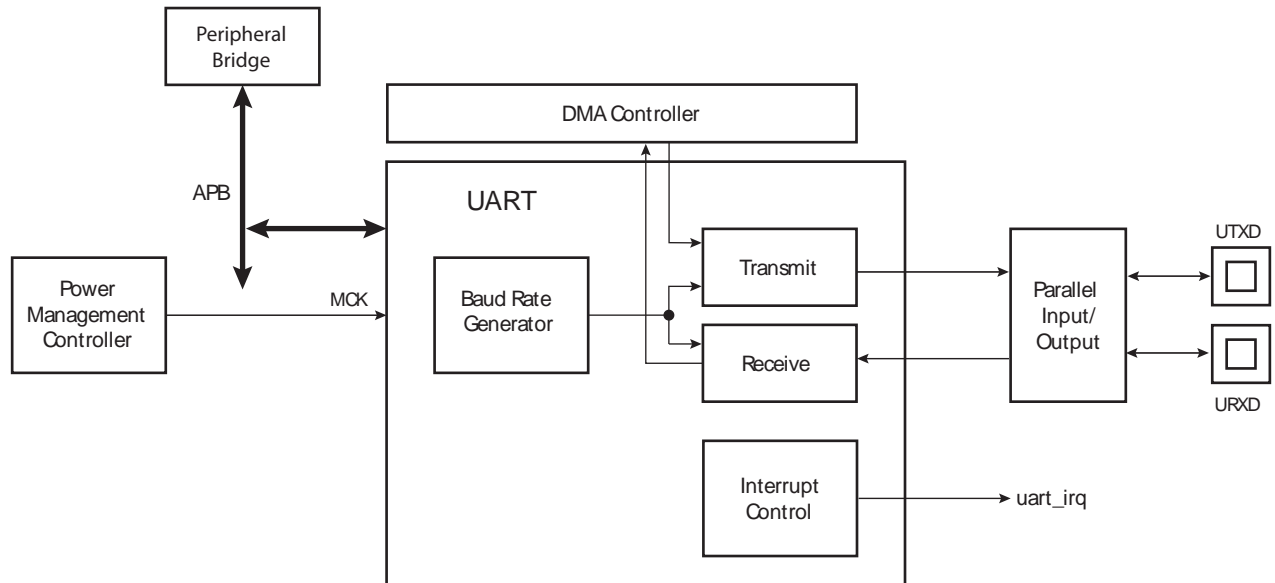 Peripheral
Bridge
DMA Controller
APB
UART
UTXD
Power
Management
Controller
MCK
Baud Rate
Generator
Transmit
Parallel
Input/
Output
Receive
URXD
Interrupt
Control
uart_irq